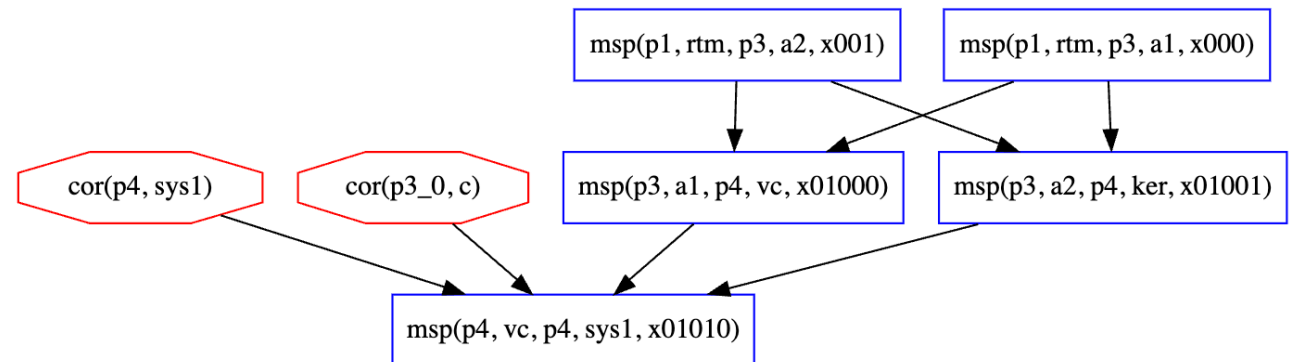 msp(p1, rtm, p3, a2, x001)
msp(p1, rtm, p3, a1, x000)
cor(p4, sys1)
cor(p3_0, c)
msp(p3, a1, p4, vc, x01000)
msp(p3, a2, p4, ker, x01001)
msp(p4, vc, p4, sys1, x01010)